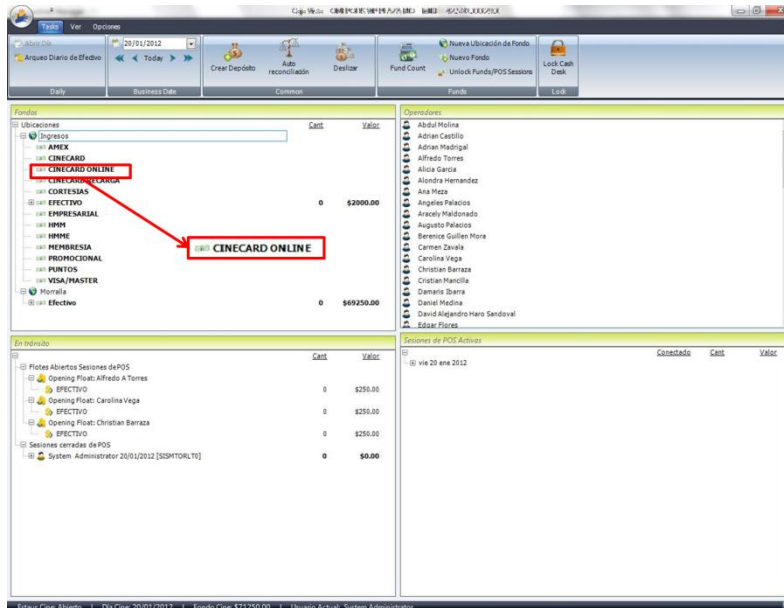 Tasks Ver Opciones
Abrir Día
Arqueo Diario de Efectivo
Daily
20/01/2012
Today
Business Date
Crear Depósito
Auto reconciliación
Deslizar
Common
Fund Count
Nueva Ubicación de Fondo
Nuevo Fondo
Unlock Funds/POS Sessions
Funds
Lock Cash Desk
Lock
Fondos
Ubicaciones Cant Valor
Ingresos
AMEX
CINECARD
CINECARD ONLINE
CINECARD RECARGA
CORTESIAS
EFECTIVO 0 $2000.00
EMPRESARIAL
HMM
HMME
MEMBRESIA
CINECARD ONLINE
PROMOCIONAL
PUNTOS
VISA/MASTER
Morralla
Efectivo 0 $69250.00
Operadores
Abdul Molina
Adrian Castillo
Adrian Madrigal
Alfredo Torres
Alicia Garcia
Alondra Hernandez
Ana Meza
Angeles Palacios
Aracely Maldonado
Augusto Palacios
Berenice Guillen Mora
Carmen Zavala
Carolina Vega
Christian Barraza
Cristian Mancilla
Damaris Ibarra
Daniel Medina
David Alejandro Haro Sandoval
Edgar Flores
En tránsito
Cant Valor
Flotes Abiertos Sesiones de POS
Opening Float: Alfredo A Torres
EFECTIVO 0 $250.00
Opening Float: Carolina Vega
EFECTIVO 0 $250.00
Opening Float: Christian Barraza
EFECTIVO 0 $250.00
Sesiones cerradas de POS
System Administrator 20/01/2012 [SISMTORLT0] 0 $0.00
Sesiones de POS Activas
Conectado Cant Valor
vie 20 ene 2012
Estaus Cine: Abierto | Día Cine: 20/01/2012 | Fondo Cine: $71250.00 | Usuario Actual: System Administrator